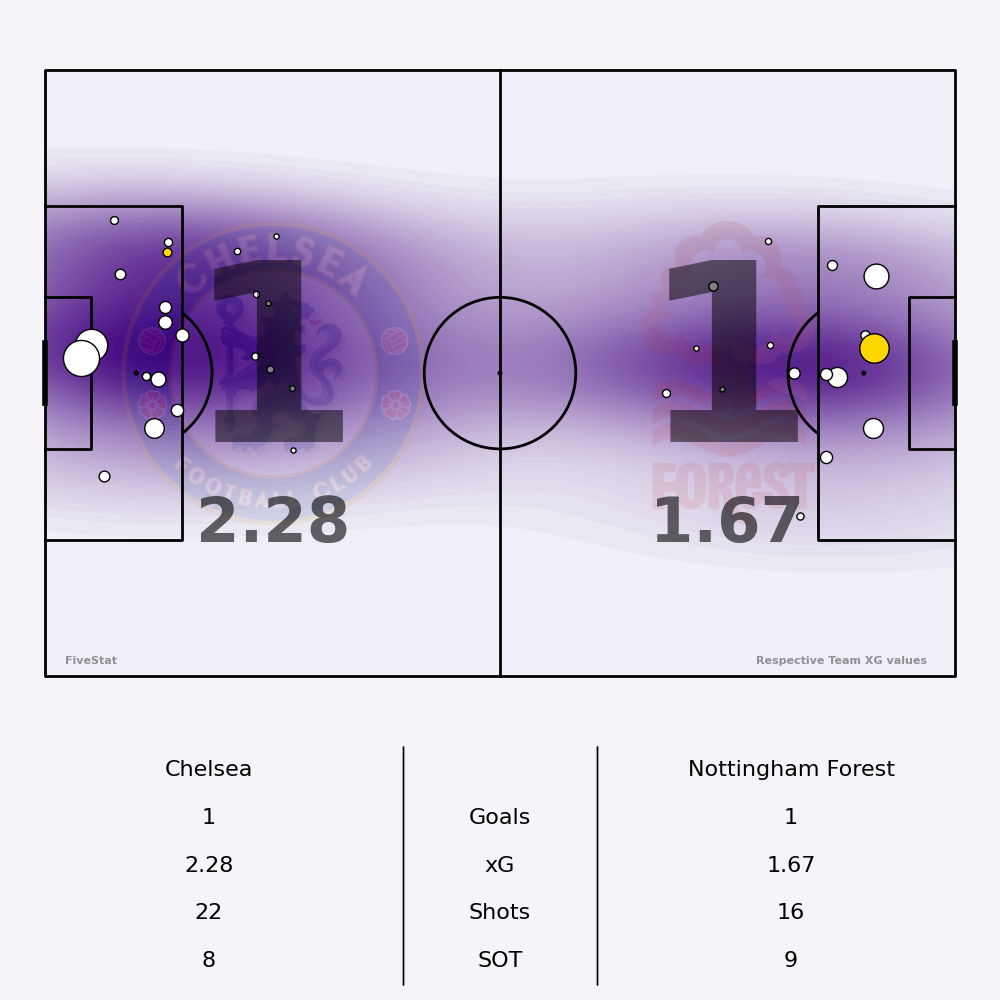 CHELSEA
FOOTBALL CLUB
FOREST
1 1
2.28 1.67
FiveStat Respective Team XG values
Chelsea Nottingham Forest
1 Goals 1
2.28 xG 1.67
22 Shots 16
8 SOT 9